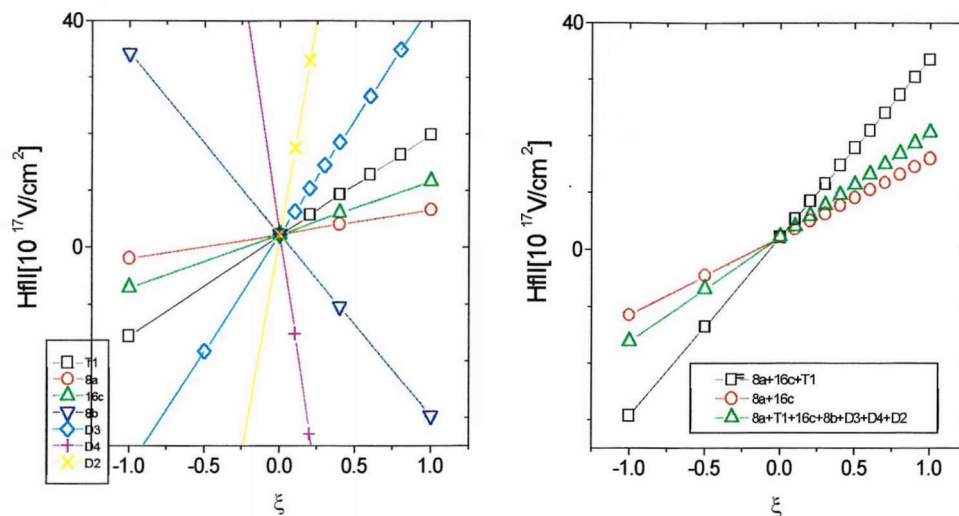 40
0
Hfill[10 ¹⁷V/cm²]
T1
8a
16c
8b
D3
D4
D2
-1.0 -0.5 0.0 0.5 1.0
ξ
40
0
Hfill[10 ¹⁷V/cm²]
8a+16c+T1
8a+16c
8a+T1+16c+8b+D3+D4+D2
-1.0 -0.5 0.0 0.5 1.0
ξ